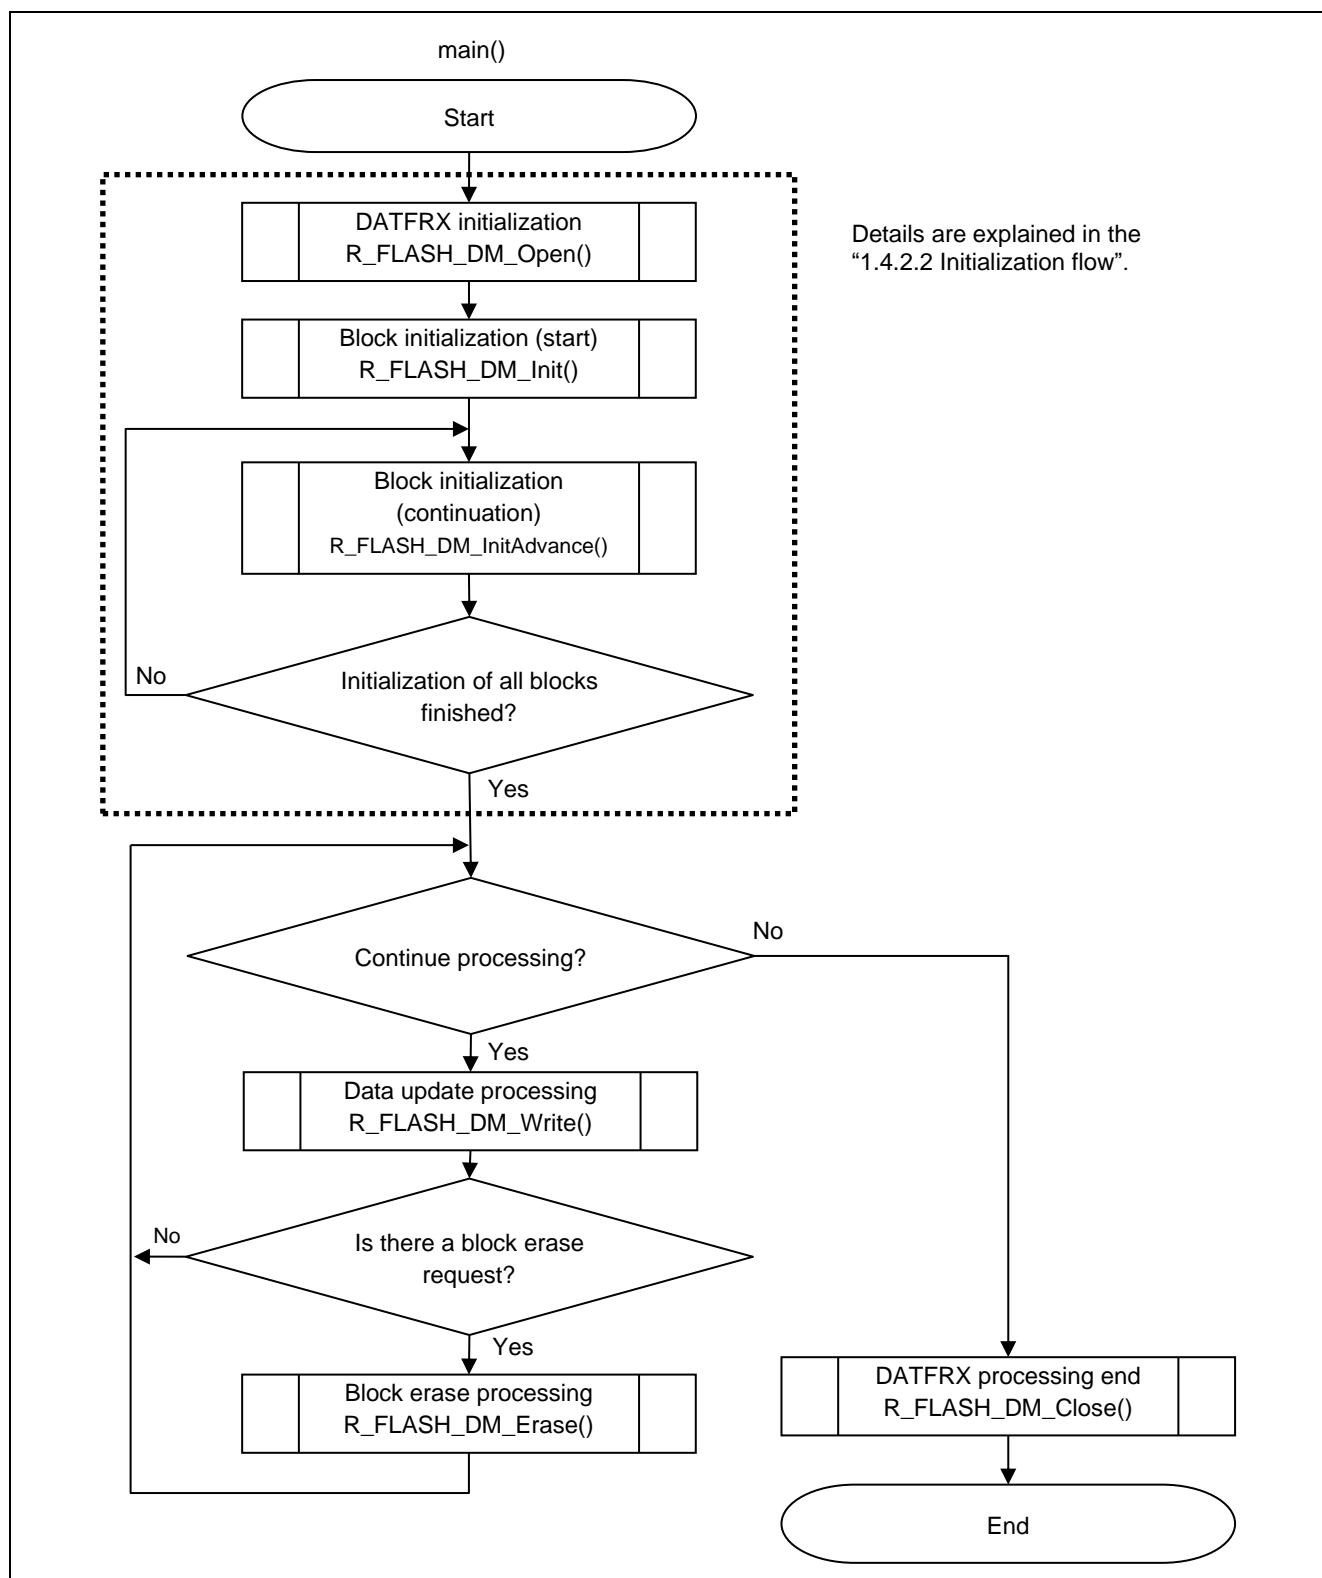 main()
Start
DATFRX initialization
R_FLASH_DM_Open()
Details are explained in the
“1.4.2.2 Initialization flow”.
Block initialization (start)
R_FLASH_DM_Init()
Block initialization
(continuation)
R_FLASH_DM_InitAdvance()
No
Initialization of all blocks
finished?
Yes
No
Continue processing?
Yes
Data update processing
R_FLASH_DM_Write()
No
Is there a block erase
request?
Yes
Block erase processing
R_FLASH_DM_Erase()
DATFRX processing end
R_FLASH_DM_Close()
End